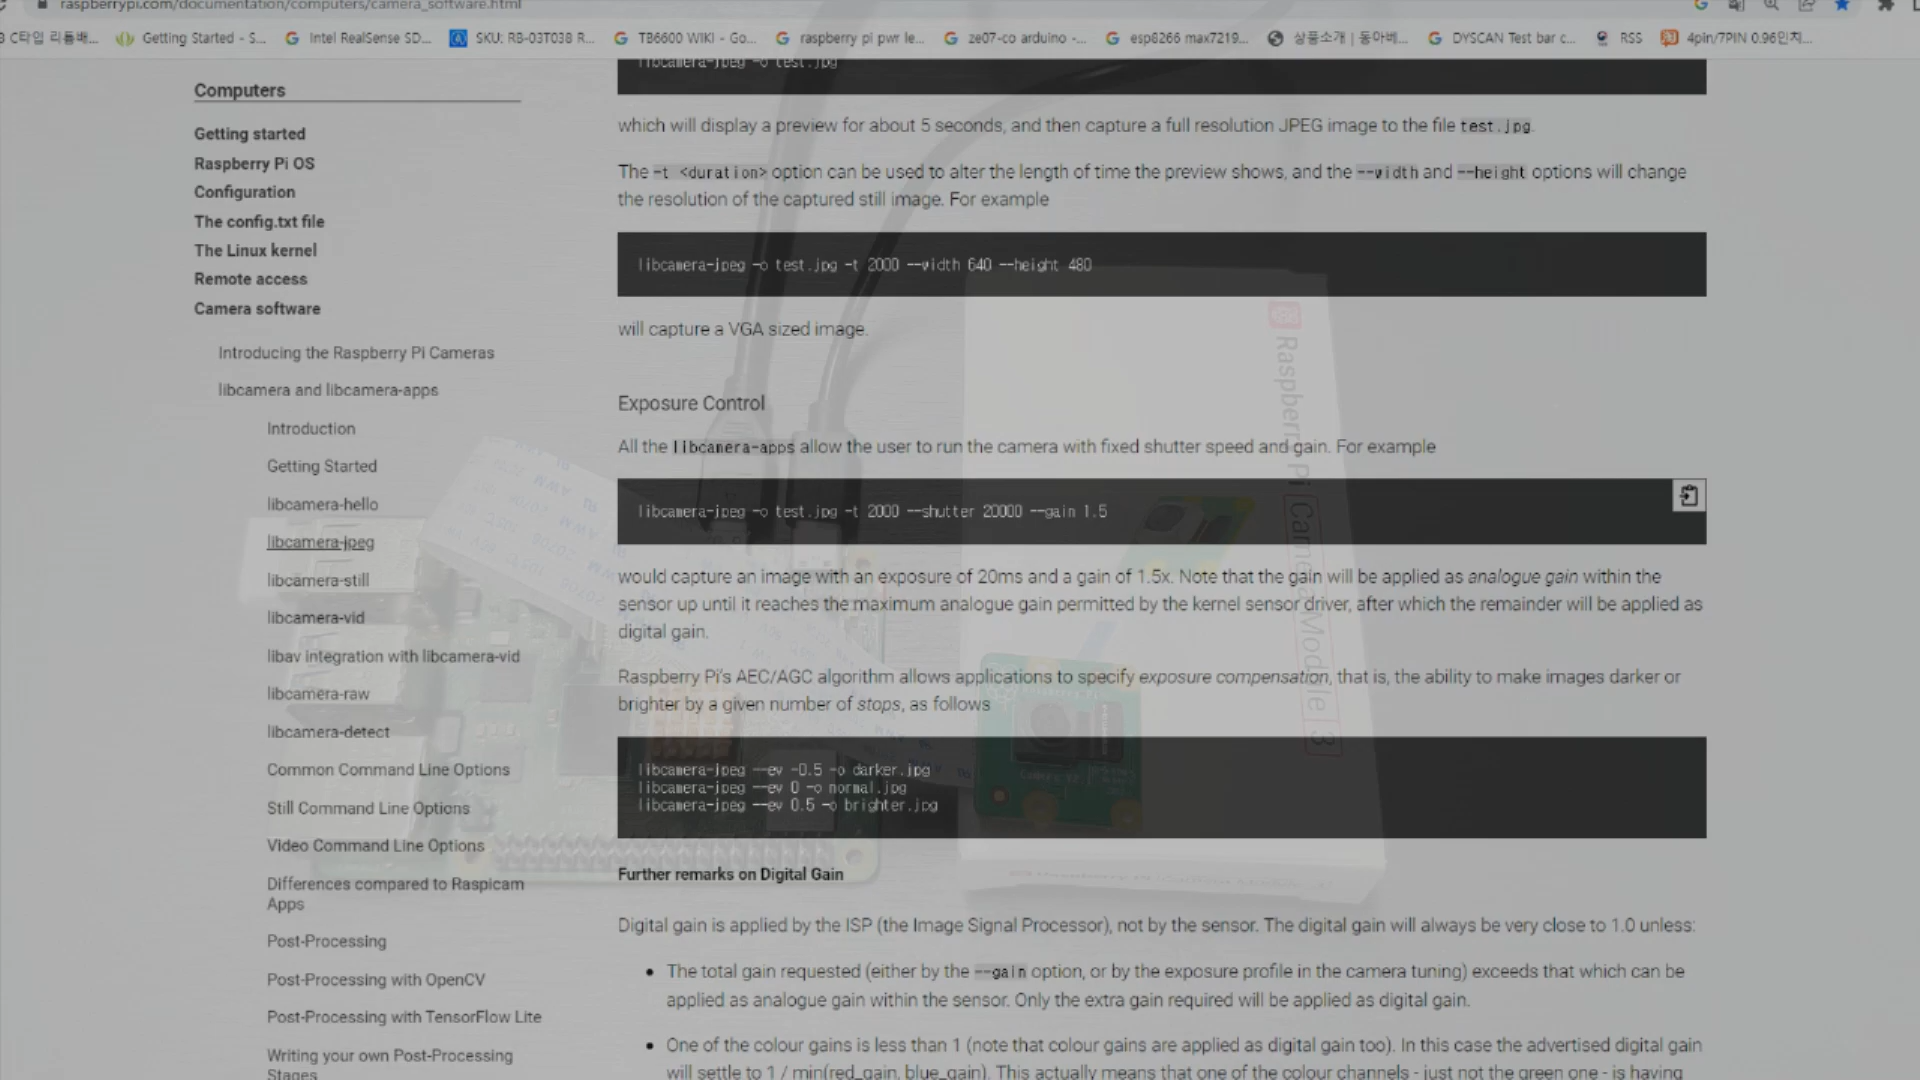 raspberrypi.com/documentation/computers/camera_software.html
C타입 리튬배...
Getting Started - S...
Intel RealSense SD...
SKU: RB-03T038 R...
TB6600 WIKI - Go...
raspberry pi pwr le...
ze07-co arduino -...
esp8266 max7219...
상품소개 | 동아베...
DYSCAN Test bar c...
RSS
4pin/7PIN 0.96인치...
Computers
Getting started
Raspberry Pi OS
Configuration
The config.txt file
The Linux kernel
Remote access
Camera software
Introducing the Raspberry Pi Cameras
libcamera and libcamera-apps
Introduction
Getting Started
libcamera-hello
libcamera-jpeg
libcamera-still
libcamera-vid
libav integration with libcamera-vid
libcamera-raw
libcamera-detect
Common Command Line Options
Still Command Line Options
Video Command Line Options
Differences compared to Raspicam
Apps
Post-Processing
Post-Processing with OpenCV
Post-Processing with TensorFlow Lite
Writing your own Post-Processing
Stages
libcamera-jpeg -o test.jpg
which will display a preview for about 5 seconds, and then capture a full resolution JPEG image to the file test.jpg.
The -t <duration> option can be used to alter the length of time the preview shows, and the --width and --height options will change
the resolution of the captured still image. For example
libcamera-jpeg -o test.jpg -t 2000 --width 640 --height 480
will capture a VGA sized image.
Exposure Control
All the libcamera-apps allow the user to run the camera with fixed shutter speed and gain. For example
libcamera-jpeg -o test.jpg -t 2000 --shutter 20000 --gain 1.5
would capture an image with an exposure of 20ms and a gain of 1.5x. Note that the gain will be applied as analogue gain within the
sensor up until it reaches the maximum analogue gain permitted by the kernel sensor driver, after which the remainder will be applied as
digital gain.
Raspberry Pi's AEC/AGC algorithm allows applications to specify exposure compensation, that is, the ability to make images darker or
brighter by a given number of stops, as follows
libcamera-jpeg --ev -0.5 -o darker.jpg
libcamera-jpeg --ev 0 -o normal.jpg
libcamera-jpeg --ev 0.5 -o brighter.jpg
Further remarks on Digital Gain
Digital gain is applied by the ISP (the Image Signal Processor), not by the sensor. The digital gain will always be very close to 1.0 unless:
• The total gain requested (either by the --gain option, or by the exposure profile in the camera tuning) exceeds that which can be
applied as analogue gain within the sensor. Only the extra gain required will be applied as digital gain.
• One of the colour gains is less than 1 (note that colour gains are applied as digital gain too). In this case the advertised digital gain
will settle to 1 / min(red_gain, blue_gain). This actually means that one of the colour channels - just not the green one - is having
Raspberry Pi Camera Module 3